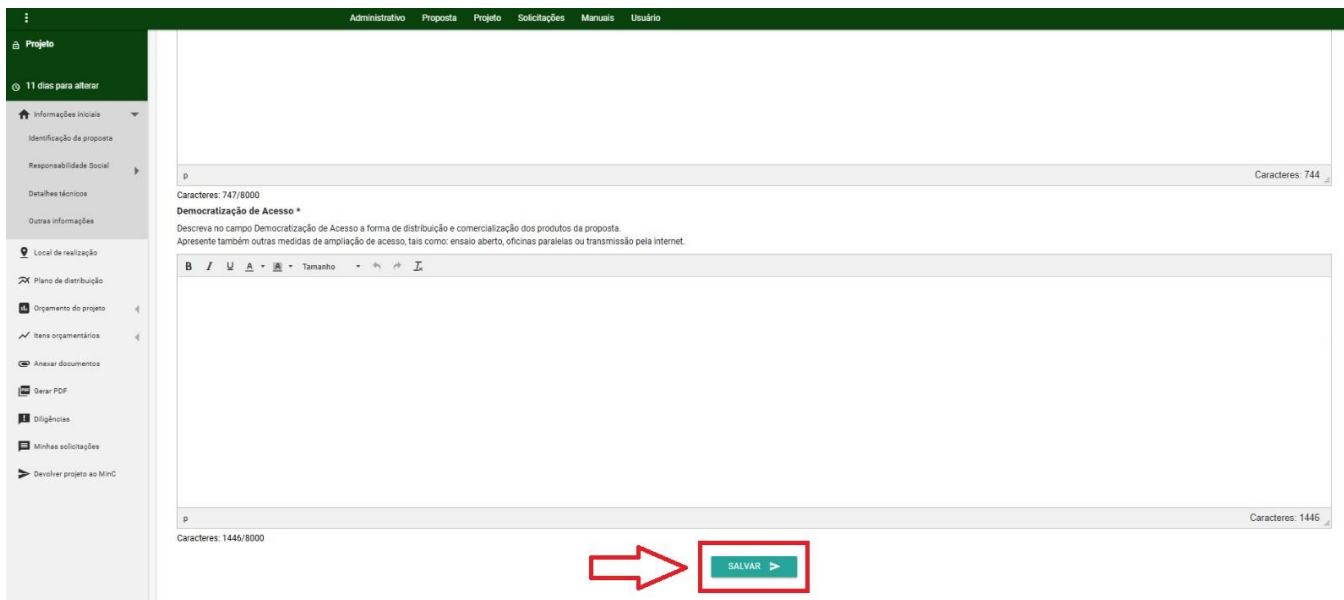 Administrativo Proposta Projeto Solicitações Manuais Usuário
Projeto
11 dias para alterar
Informações iniciais
Identificação da proposta
Responsabilidade Social
Detalhes técnicos
Outras informações
Local de realização
Plano de distribuição
Orçamento do projeto
Itens orçamentários
Anexar documentos
Gerar PDF
Diligências
Minhas solicitações
Devolver projeto ao MinC
p Caracteres: 744
Caracteres: 747/8000
Democratização de Acesso *
Descreva no campo Democratização de Acesso a forma de distribuição e comercialização dos produtos da proposta.
Apresente também outras medidas de ampliação de acesso, tais como: ensaio aberto, oficinas paralelas ou transmissão pela internet.
B I U A A Tamanho
p Caracteres: 1446
Caracteres: 1446/8000
SALVAR